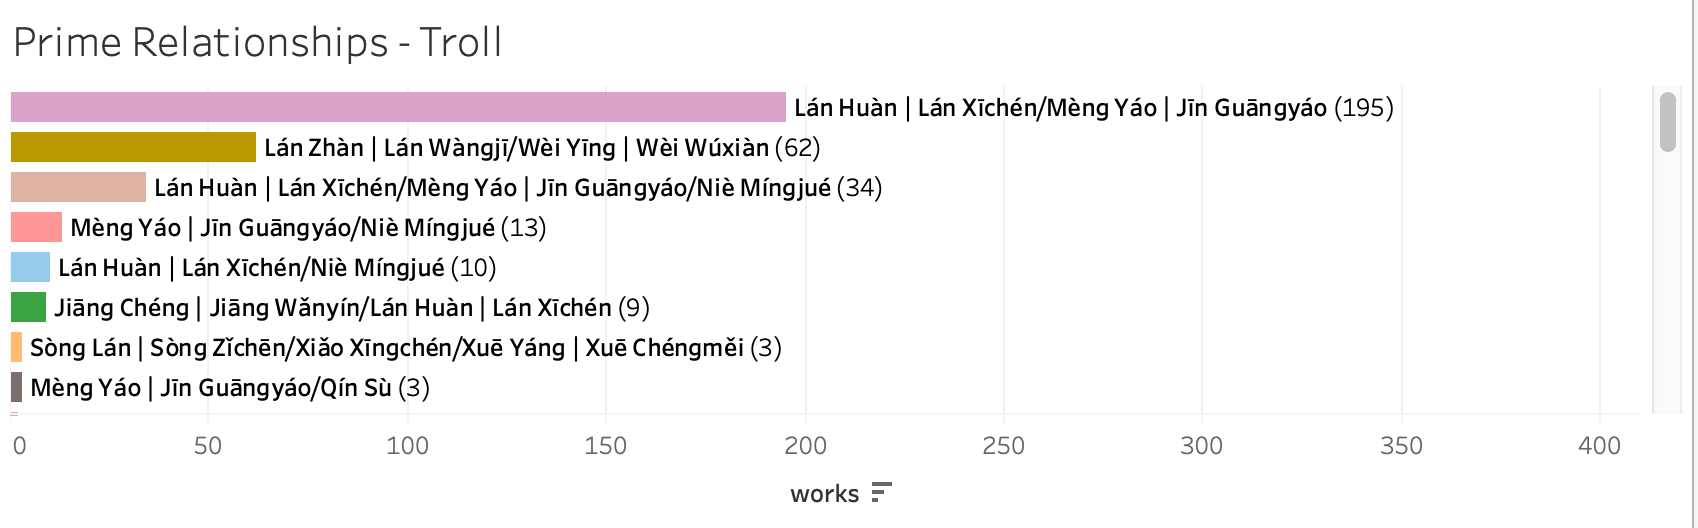 Prime Relationships - Troll
Lán Huàn | Lán Xīchén/Mèng Yáo | Jīn Guāngyáo (195)
Lán Zhàn | Lán Wàngjī/Wèi Yīng | Wèi Wúxiàn (62)
Lán Huàn | Lán Xīchén/Mèng Yáo | Jīn Guāngyáo/Niè Míngjué (34)
Mèng Yáo | Jīn Guāngyáo/Niè Míngjué (13)
Lán Huàn | Lán Xīchén/Niè Míngjué (10)
Jiāng Chéng | Jiāng Wǎnyín/Lán Huàn | Lán Xīchén (9)
Sòng Lán | Sòng Zǐchēn/Xiǎo Xīngchén/Xuē Yáng | Xuē Chéngměi (3)
Mèng Yáo | Jīn Guāngyáo/Qín Sù (3)
0 50 100 150 200 250 300 350 400
works